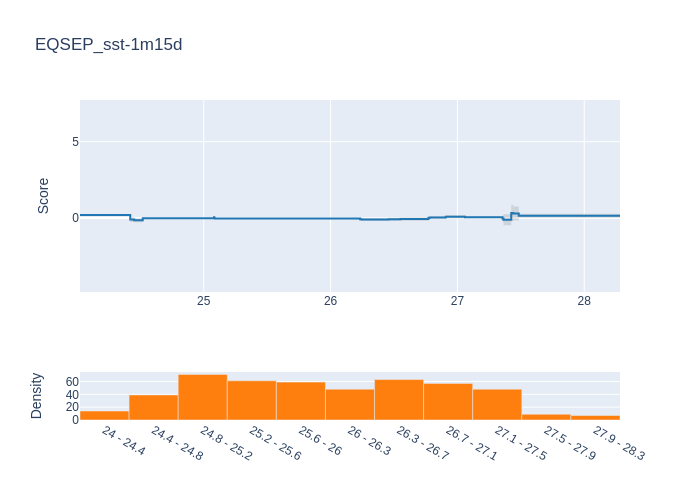 EQSEP_sst-1m15d
Score
5
0
25
26
27
28
Density
60
40
20
0
24 - 24.4
24.4 - 24.8
24.8 - 25.2
25.2 - 25.6
25.6 - 26
26 - 26.3
26.3 - 26.7
26.7 - 27.1
27.1 - 27.5
27.5 - 27.9
27.9 - 28.3